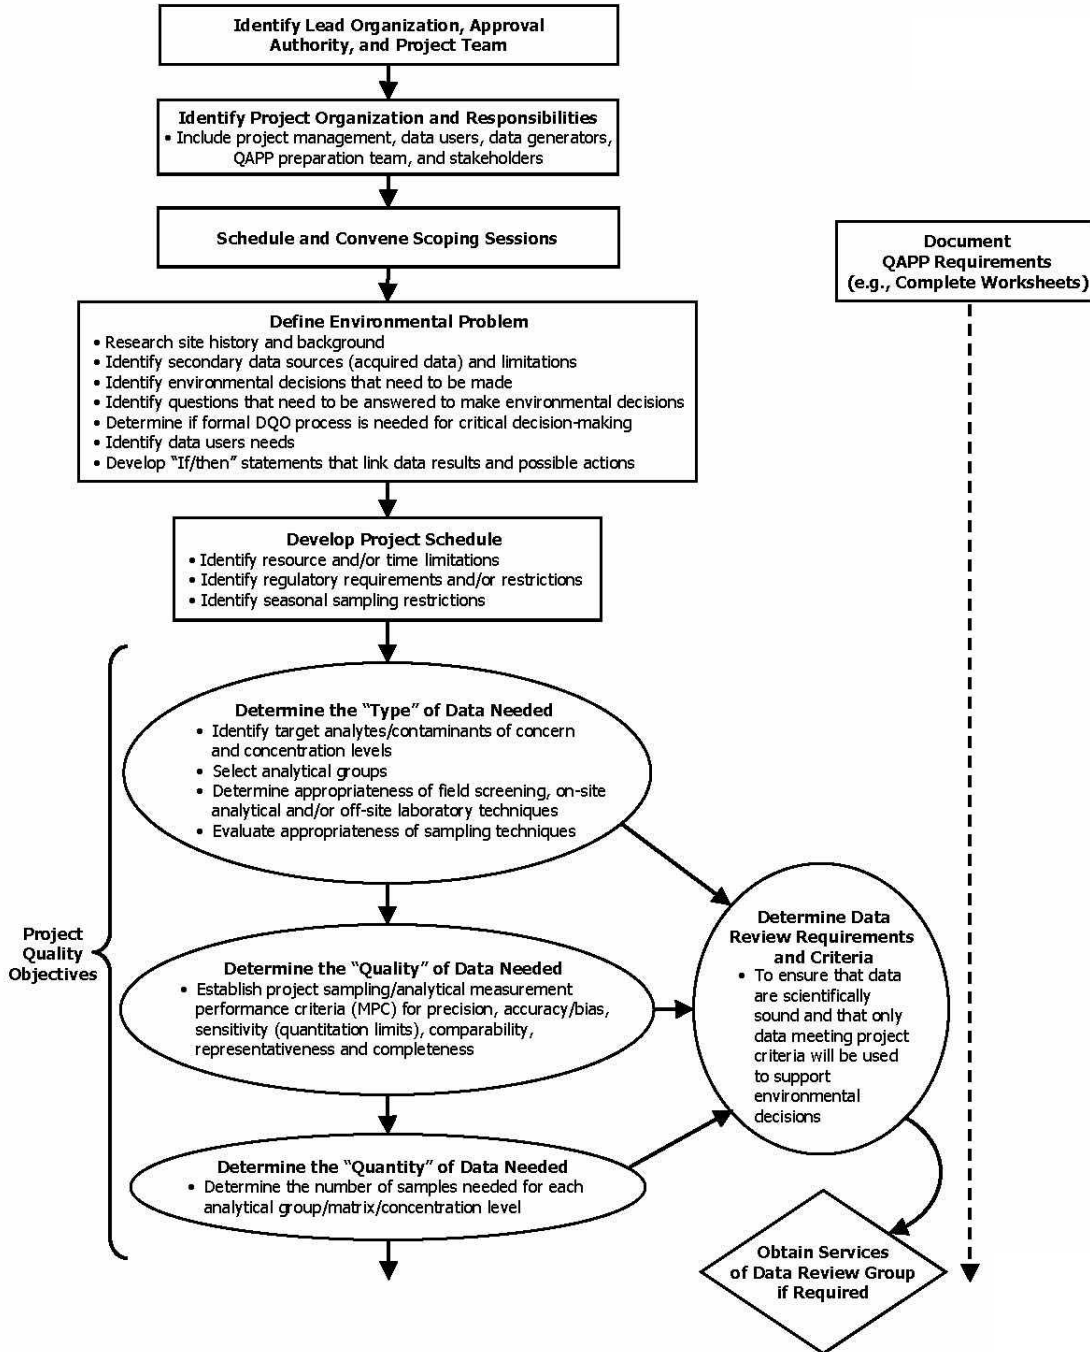 Identify Lead Organization, Approval
Authority, and Project Team
Identify Project Organization and Responsibilities
• Include project management, data users, data generators,
QAPP preparation team, and stakeholders
Schedule and Convene Scoping Sessions
Document
QAPP Requirements
(e.g., Complete Worksheets)
Define Environmental Problem
• Research site history and background
• Identify secondary data sources (acquired data) and limitations
• Identify environmental decisions that need to be made
• Identify questions that need to be answered to make environmental decisions
• Determine if formal DQO process is needed for critical decision-making
• Identify data users needs
• Develop “If/then” statements that link data results and possible actions
Develop Project Schedule
• Identify resource and/or time limitations
• Identify regulatory requirements and/or restrictions
• Identify seasonal sampling restrictions
Determine the “Type” of Data Needed
• Identify target analytes/contaminants of concern
and concentration levels
• Select analytical groups
• Determine appropriateness of field screening, on-site
analytical and/or off-site laboratory techniques
• Evaluate appropriateness of sampling techniques
Project
Quality
Objectives
Determine the “Quality” of Data Needed
• Establish project sampling/analytical measurement
performance criteria (MPC) for precision, accuracy/bias,
sensitivity (quantitation limits), comparability,
representativeness and completeness
Determine Data
Review Requirements
and Criteria
• To ensure that data
are scientifically
sound and that only
data meeting project
criteria will be used
to support
environmental
decisions
Determine the “Quantity” of Data Needed
• Determine the number of samples needed for each
analytical group/matrix/concentration level
Obtain Services
of Data Review Group
if Required